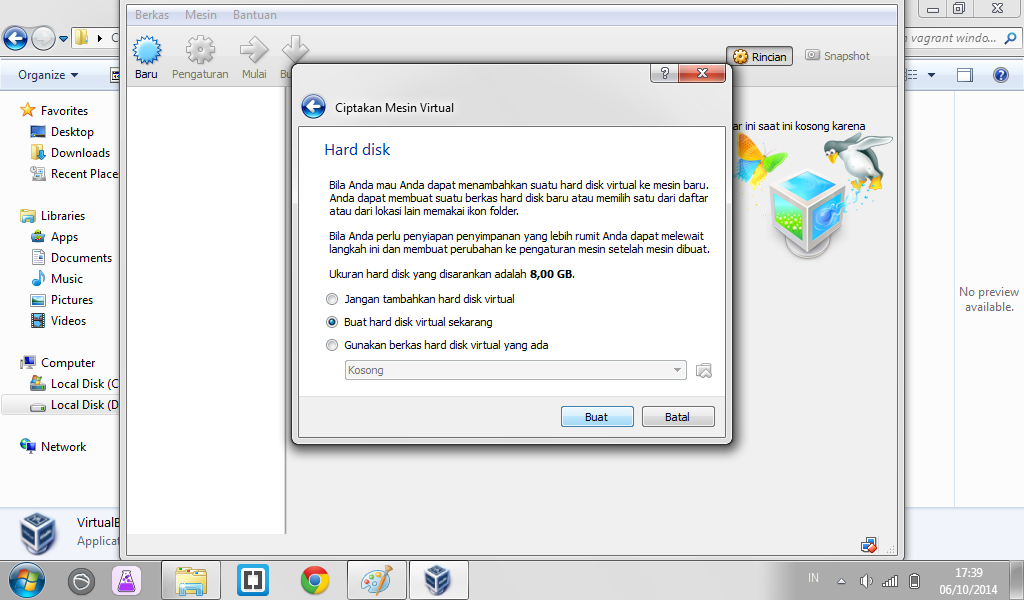 Berkas Mesin Bantuan
Baru Pengaturan Mulai
Rincian Snapshot
vagrant windo...
Organize
Favorites
Desktop
Downloads
Recent Place
Libraries
Apps
Documents
Music
Pictures
Videos
Computer
Local Disk (C
Local Disk (D
Network
Ciptakan Mesin Virtual
Hard disk
Bila Anda mau Anda dapat menambahkan suatu hard disk virtual ke mesin baru.
Anda dapat membuat suatu berkas hard disk baru atau memilih satu dari daftar
atau dari lokasi lain memakai ikon folder.
Bila Anda perlu penyiapan penyimpanan yang lebih rumit Anda dapat melewait
langkah ini dan membuat perubahan ke pengaturan mesin setelah mesin dibuat.
Ukuran hard disk yang disarankan adalah 8,00 GB.
Jangan tambahkan hard disk virtual
Buat hard disk virtual sekarang
Gunakan berkas hard disk virtual yang ada
Kosong
Buat Batal
ar ini saat ini kosong karena
No preview
available.
VirtualB
Applicat
IN
17:39
06/10/2014